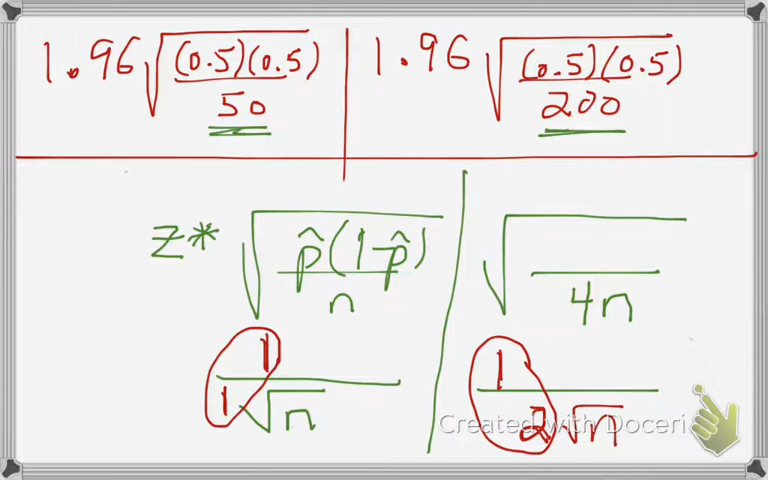 1.96 √((0.5)(0.5)/50)
1.96 √((0.5)(0.5)/200)
z* √(p̂(1-p̂)/n)
√( /4n)
1/1√n
1/2√n
Created with Doceri